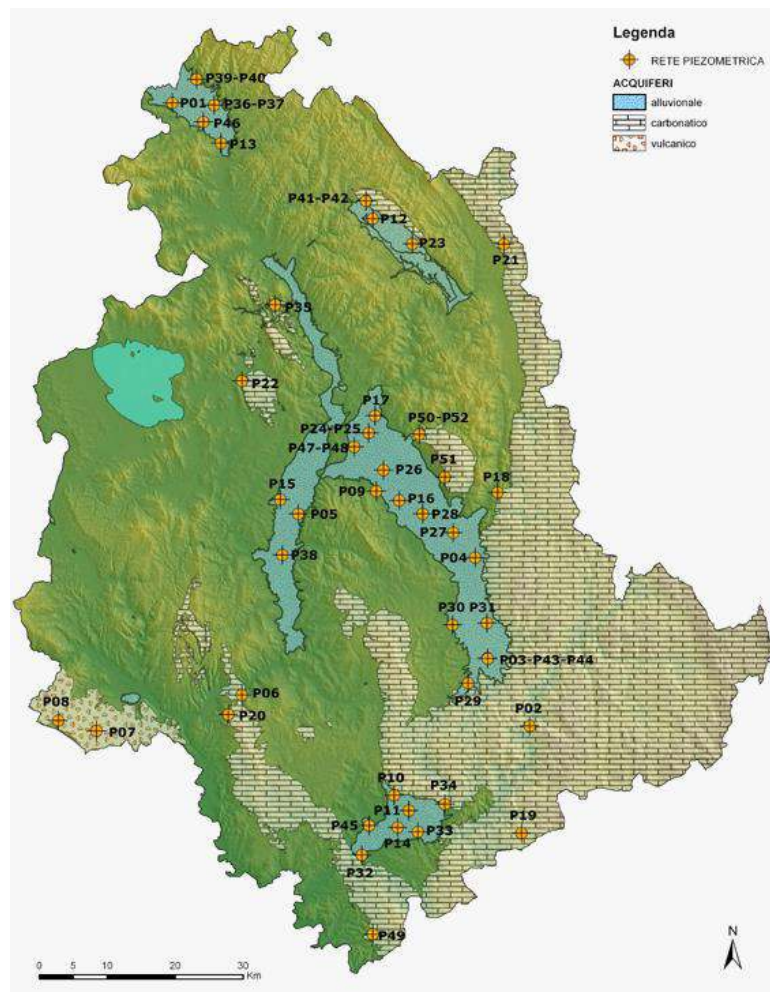 Legenda
RETE PIEZOMETRICA
ACQUIFERI
alluvionale
carbonatico
vulcanico
P39-P40
P01
P36-P37
P46
P13
P41-P42
P12
P23
P21
P35
P22
P17
P24-P25
P50-P52
P47-P48
P26
P51
P09
P18
P15
P16
P05
P28
P27
P38
P04
P30
P31
P03-P43-P44
P29
P06
P08
P20
P02
P07
P10
P34
P11
P45
P19
P14
P33
P32
P49
N
0 10 20 30
Km